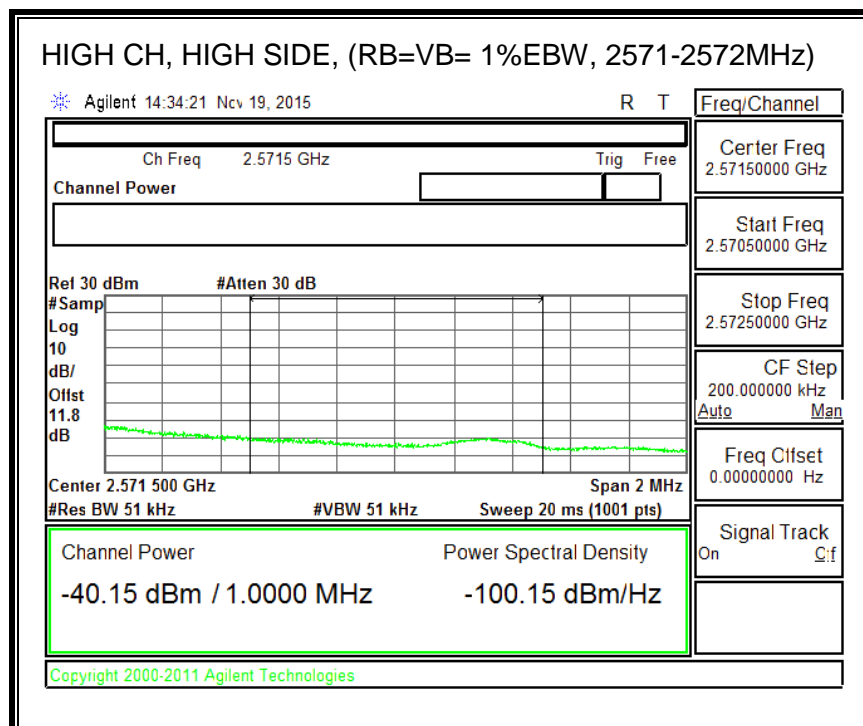 HIGH CH, HIGH SIDE, (RB=VB= 1%EBW, 2571-2572MHz)
Agilent 14:34:21 Nov 19, 2015 R T
Freq/Channel
Ch Freq 2.5715 GHz Trig Free
Channel Power
Center Freq
2.57150000 GHz
Start Freq
2.57050000 GHz
Stop Freq
2.57250000 GHz
CF Step
200.000000 kHz
Auto Man
Freq Offset
0.00000000 Hz
Signal Track
On Off
Ref 30 dBm #Atten 30 dB
#Samp
Log
10
dB/
Offst
11.8
dB
Center 2.571 500 GHz Span 2 MHz
#Res BW 51 kHz #VBW 51 kHz Sweep 20 ms (1001 pts)
Channel Power Power Spectral Density
-40.15 dBm / 1.0000 MHz -100.15 dBm/Hz
Copyright 2000-2011 Agilent Technologies